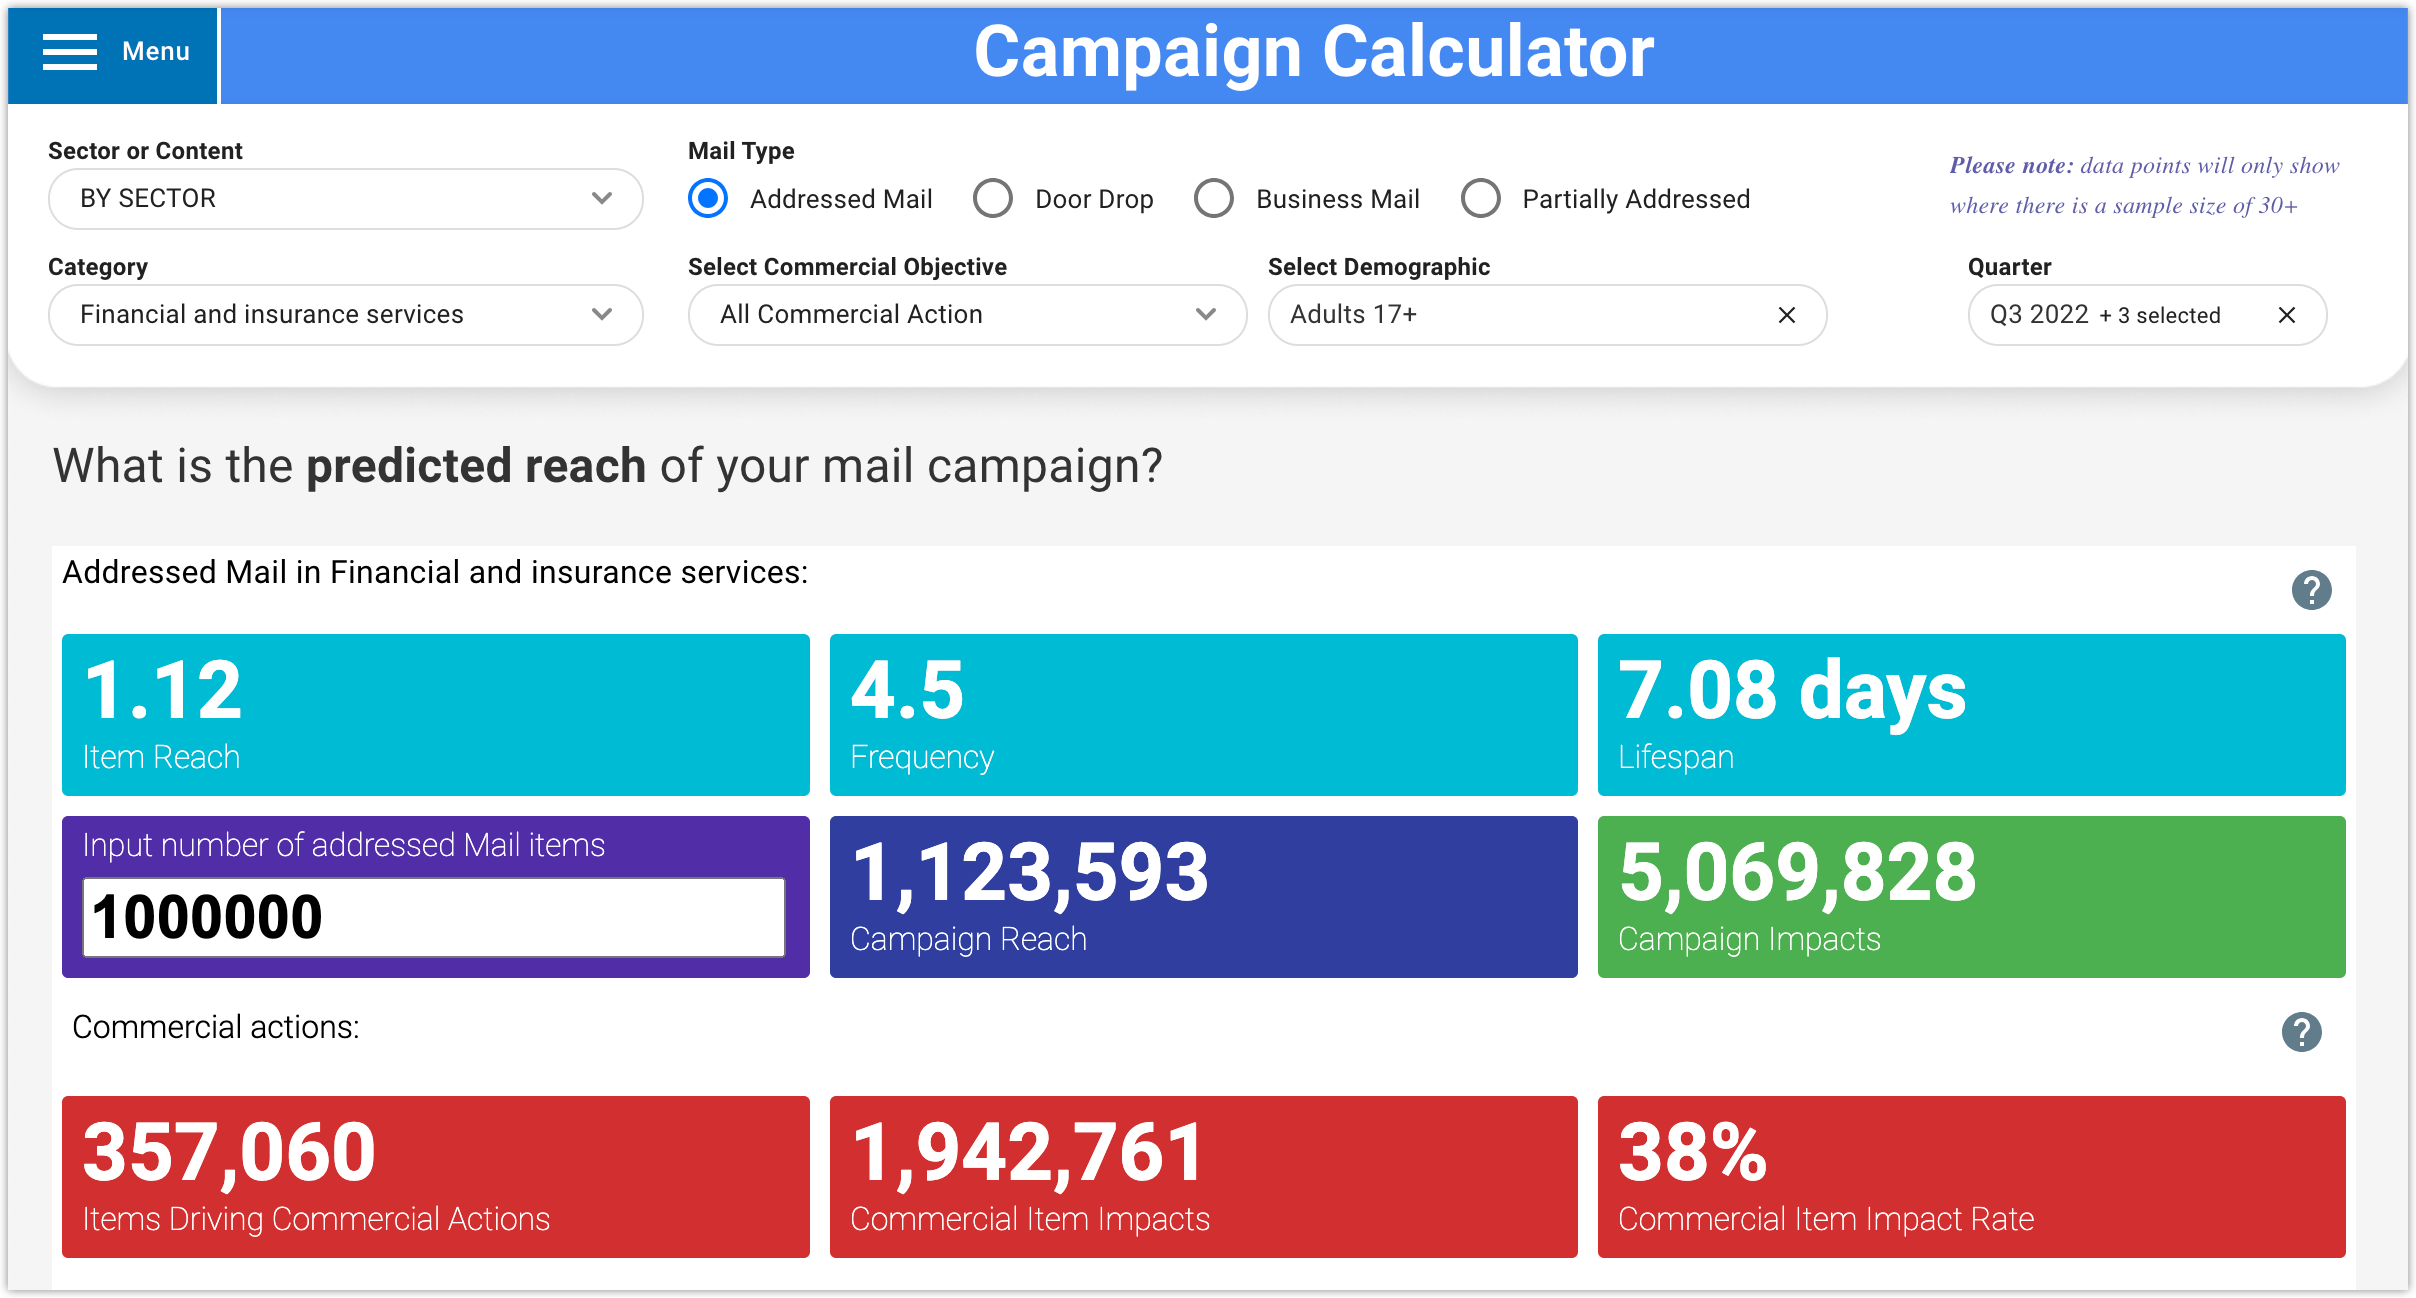 Menu
Campaign Calculator
Sector or Content
BY SECTOR
Mail Type
Addressed Mail
Door Drop
Business Mail
Partially Addressed
Please note: data points will only show
where there is a sample size of 30+
Category
Financial and insurance services
Select Commercial Objective
All Commercial Action
Select Demographic
Adults 17+
Quarter
Q3 2022 + 3 selected
What is the predicted reach of your mail campaign?
Addressed Mail in Financial and insurance services:
?
1.12
Item Reach
4.5
Frequency
7.08 days
Lifespan
Input number of addressed Mail items
1000000
1,123,593
Campaign Reach
5,069,828
Campaign Impacts
Commercial actions:
?
357,060
Items Driving Commercial Actions
1,942,761
Commercial Item Impacts
38%
Commercial Item Impact Rate